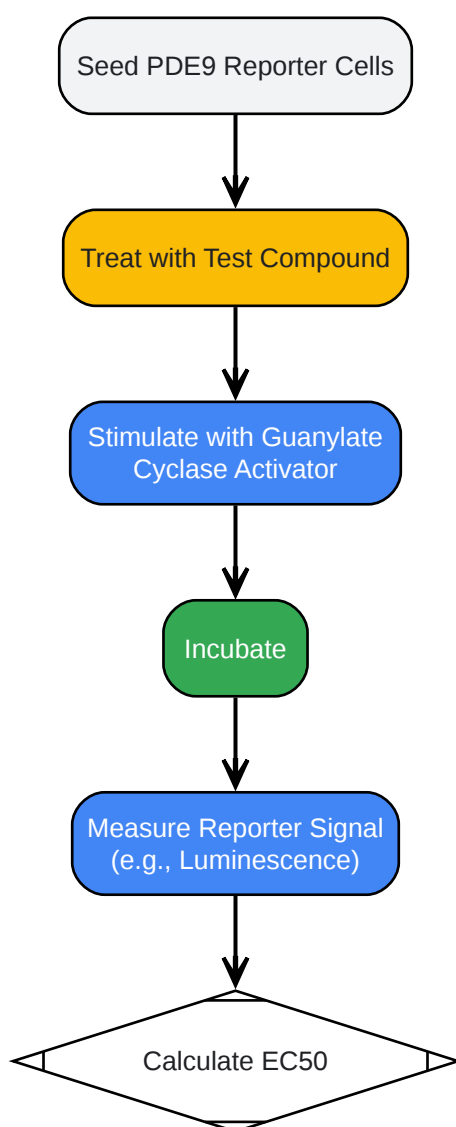 Seed PDE9 Reporter Cells
Treat with Test Compound
Stimulate with Guanylate
Cyclase Activator
Incubate
Measure Reporter Signal
(e.g., Luminescence)
Calculate EC50